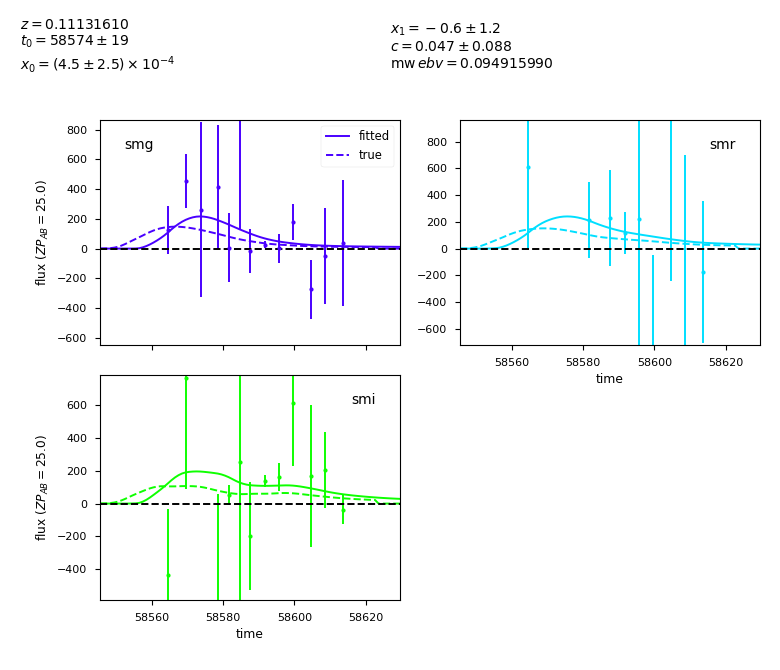 z = 0.11131610
t₀ = 58574 ± 19
x₀ = (4.5 ± 2.5) × 10⁻⁴
x₁ = −0.6 ± 1.2
c = 0.047 ± 0.088
mw ebv = 0.094915990
smg
fitted
true
800
600
400
200
0
−200
−400
−600
flux (ZP_AB = 25.0)
smr
800
600
400
200
0
−200
−400
−600
58560 58580 58600 58620
time
smi
600
400
200
0
−200
−400
flux (ZP_AB = 25.0)
58560 58580 58600 58620
time